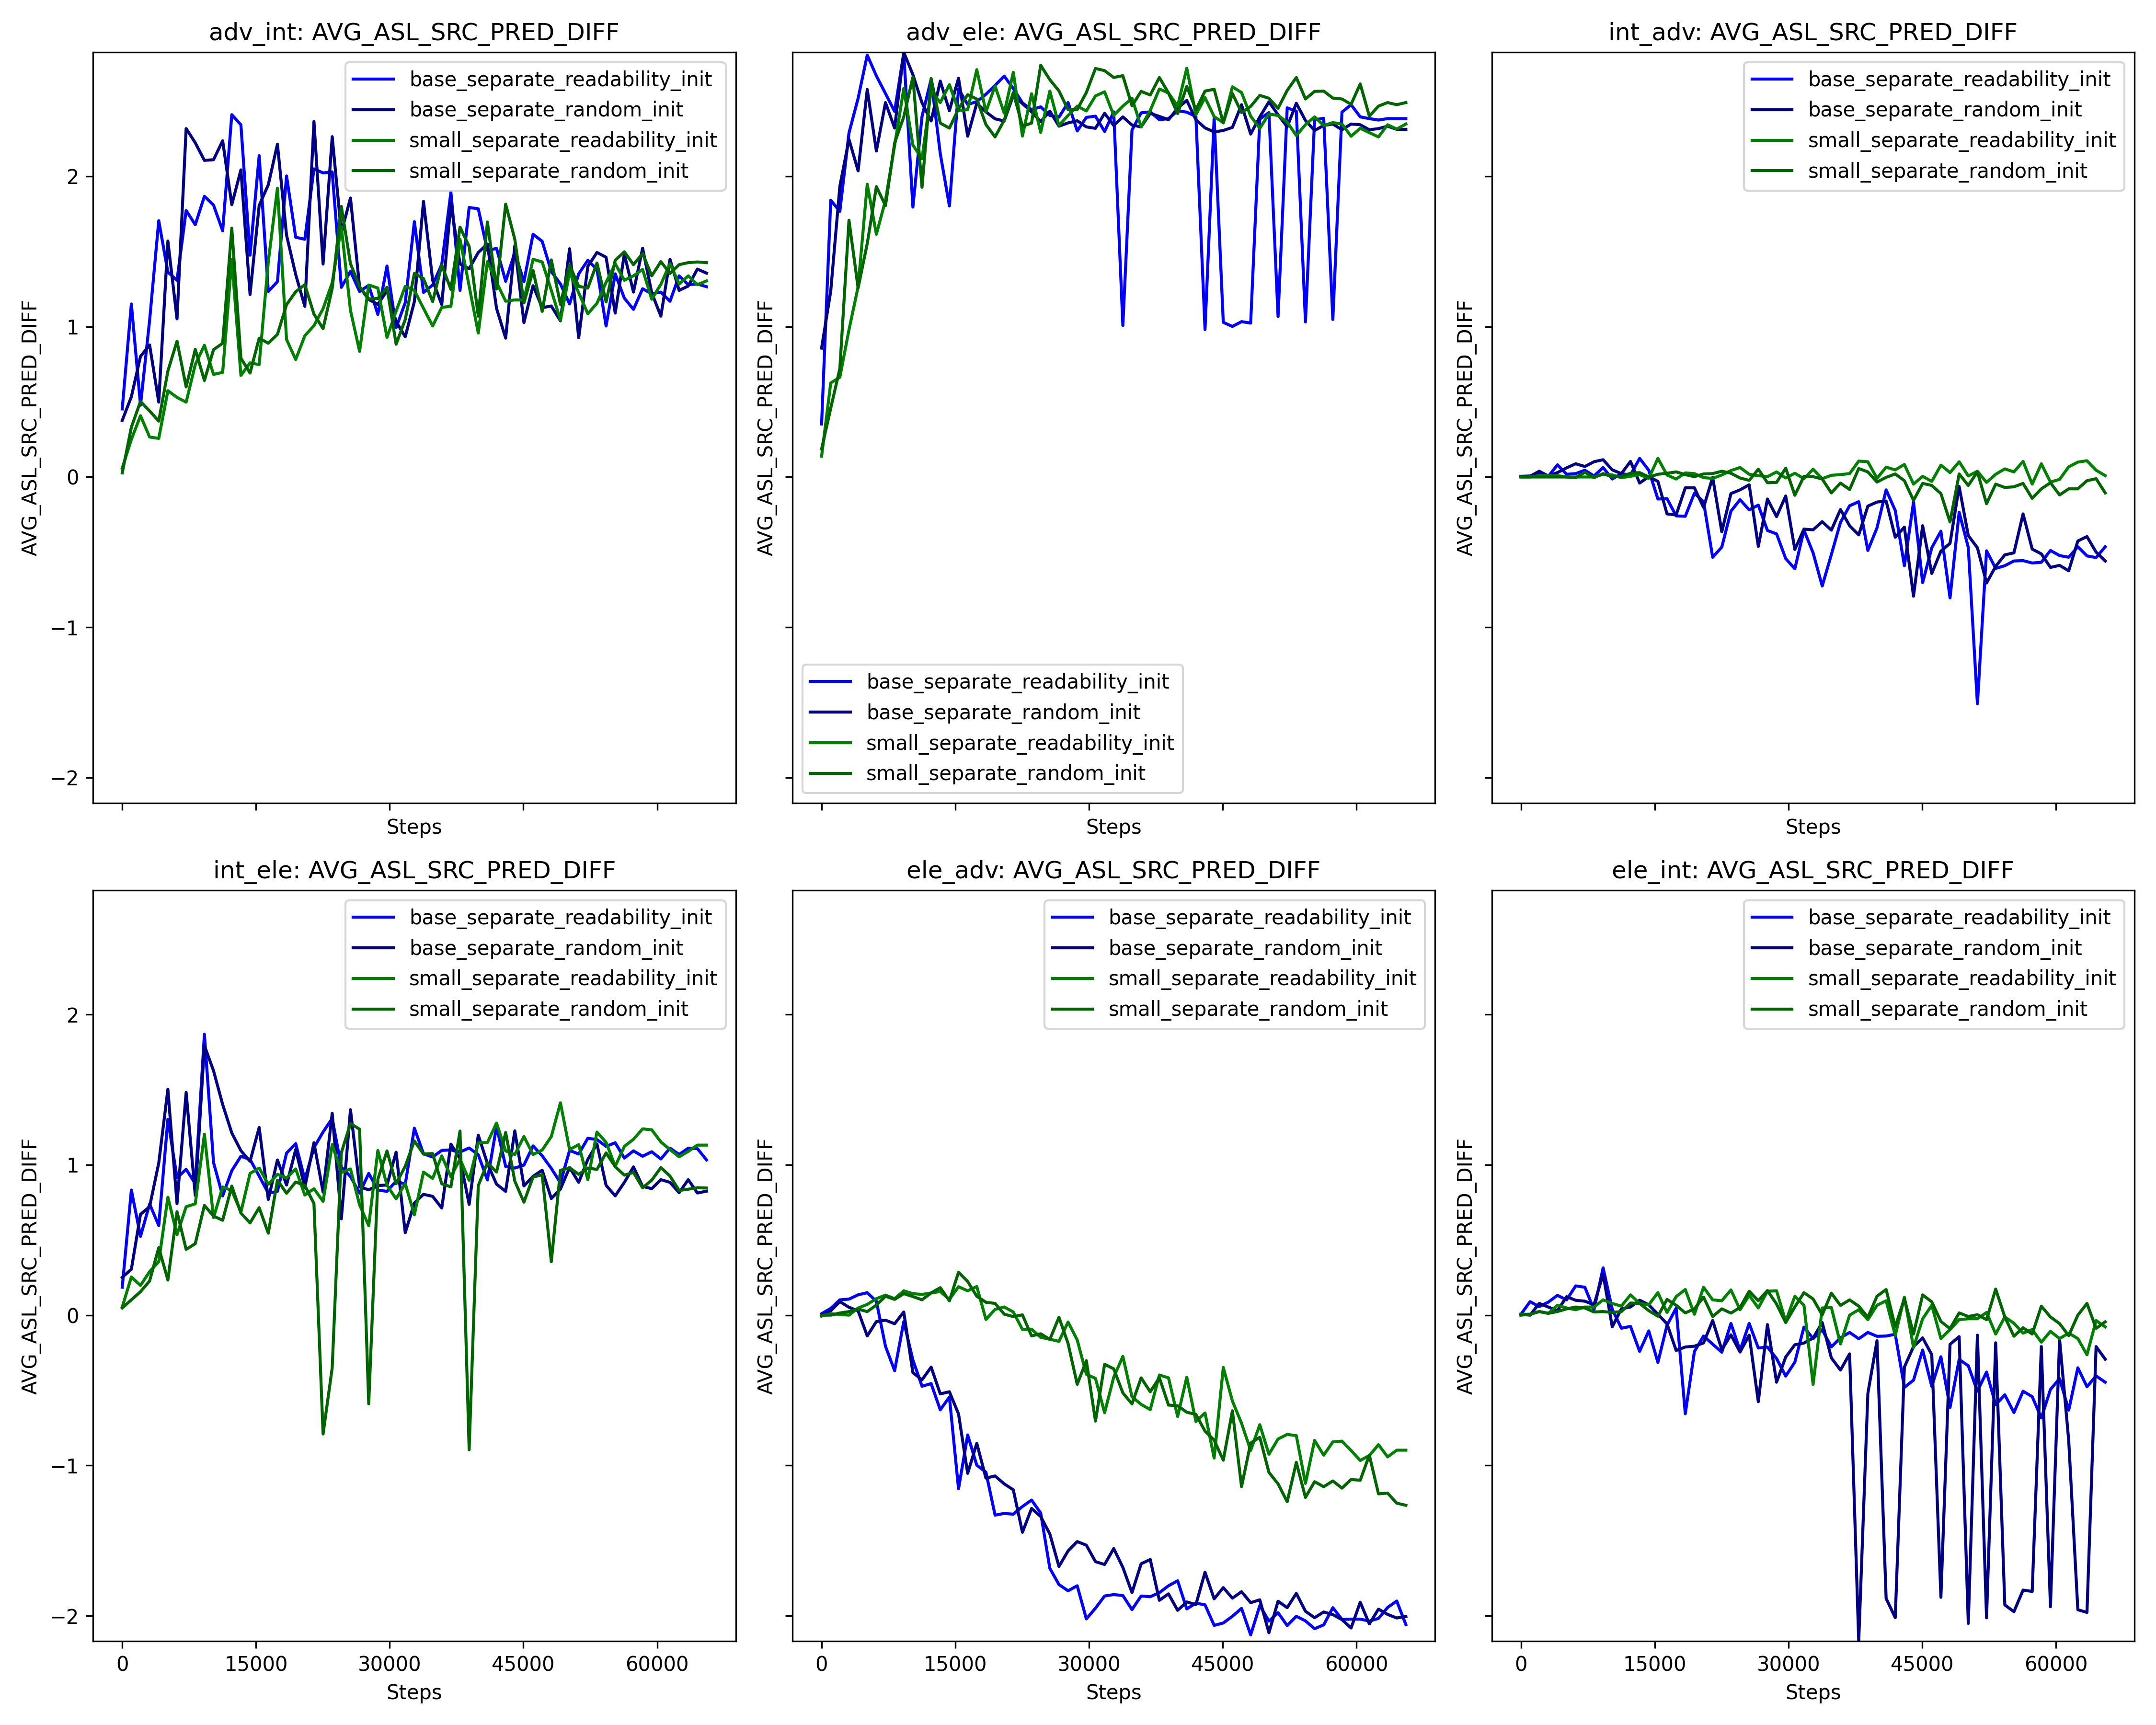 adv_int: AVG_ASL_SRC_PRED_DIFF
AVG_ASL_SRC_PRED_DIFF
2
1
0
−1
−2
base_separate_readability_init
base_separate_random_init
small_separate_readability_init
small_separate_random_init
Steps
adv_ele: AVG_ASL_SRC_PRED_DIFF
AVG_ASL_SRC_PRED_DIFF
base_separate_readability_init
base_separate_random_init
small_separate_readability_init
small_separate_random_init
Steps
int_adv: AVG_ASL_SRC_PRED_DIFF
AVG_ASL_SRC_PRED_DIFF
base_separate_readability_init
base_separate_random_init
small_separate_readability_init
small_separate_random_init
Steps
int_ele: AVG_ASL_SRC_PRED_DIFF
AVG_ASL_SRC_PRED_DIFF
2
1
0
−1
−2
base_separate_readability_init
base_separate_random_init
small_separate_readability_init
small_separate_random_init
0 15000 30000 45000 60000
Steps
ele_adv: AVG_ASL_SRC_PRED_DIFF
AVG_ASL_SRC_PRED_DIFF
base_separate_readability_init
base_separate_random_init
small_separate_readability_init
small_separate_random_init
0 15000 30000 45000 60000
Steps
ele_int: AVG_ASL_SRC_PRED_DIFF
AVG_ASL_SRC_PRED_DIFF
base_separate_readability_init
base_separate_random_init
small_separate_readability_init
small_separate_random_init
0 15000 30000 45000 60000
Steps